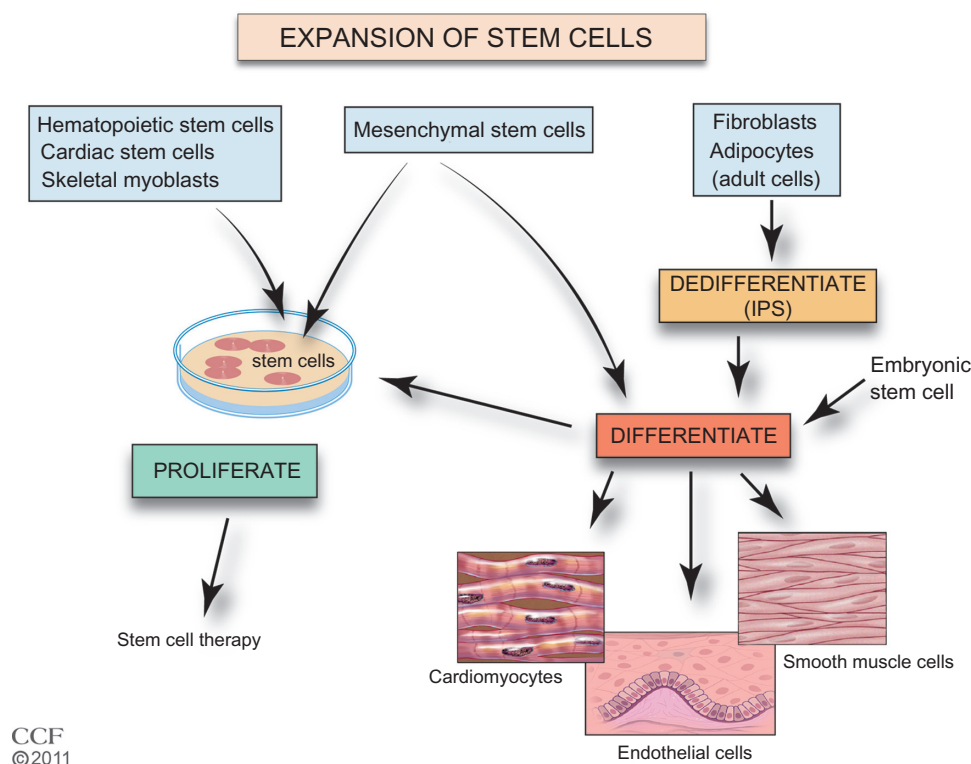 EXPANSION OF STEM CELLS
Hematopoietic stem cells
Cardiac stem cells
Skeletal myoblasts
Mesenchymal stem cells
Fibroblasts
Adipocytes
(adult cells)
DEDIFFERENTIATE
(IPS)
stem cells
Embryonic
stem cell
DIFFERENTIATE
PROLIFERATE
Stem cell therapy
Cardiomyocytes
Smooth muscle cells
Endothelial cells
CCF
©2011